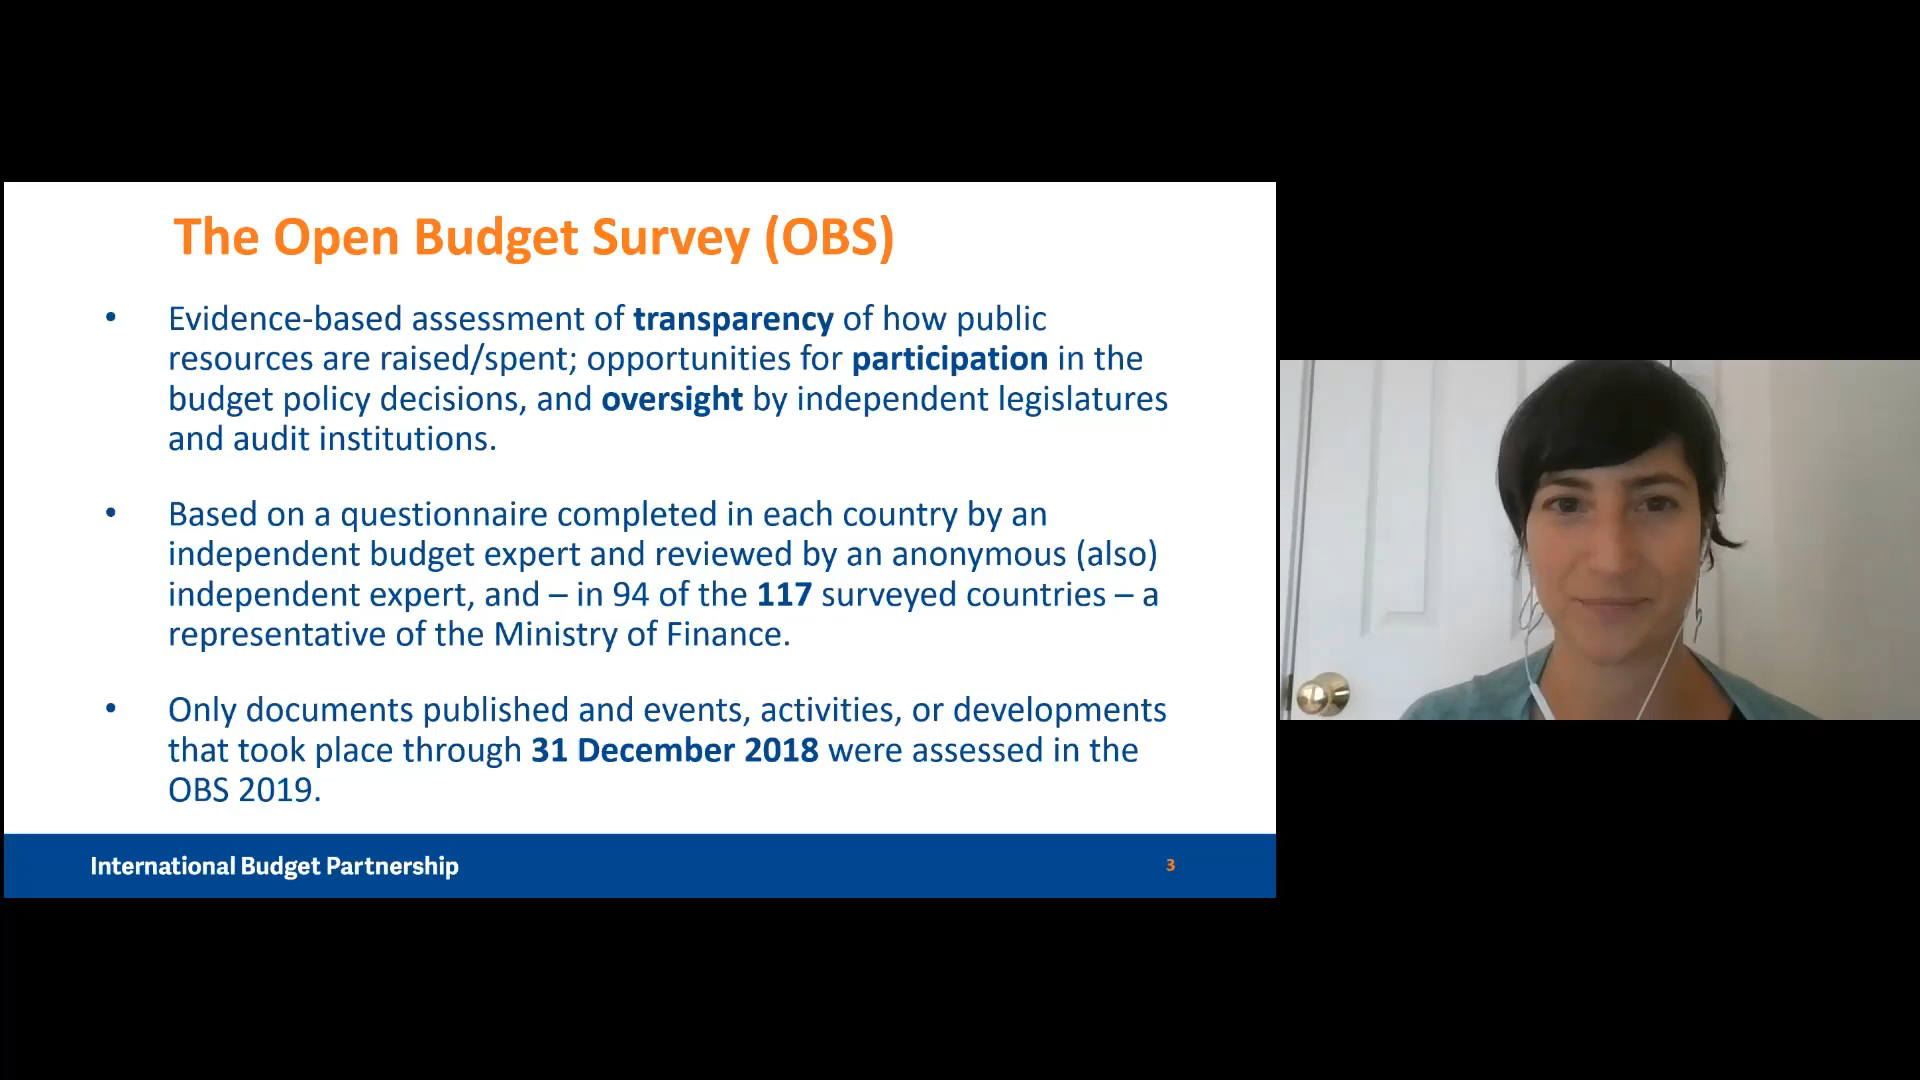 The Open Budget Survey (OBS)
• Evidence-based assessment of transparency of how public
resources are raised/spent; opportunities for participation in the
budget policy decisions, and oversight by independent legislatures
and audit institutions.
• Based on a questionnaire completed in each country by an
independent budget expert and reviewed by an anonymous (also)
independent expert, and – in 94 of the 117 surveyed countries – a
representative of the Ministry of Finance.
• Only documents published and events, activities, or developments
that took place through 31 December 2018 were assessed in the
OBS 2019.
International Budget Partnership
3